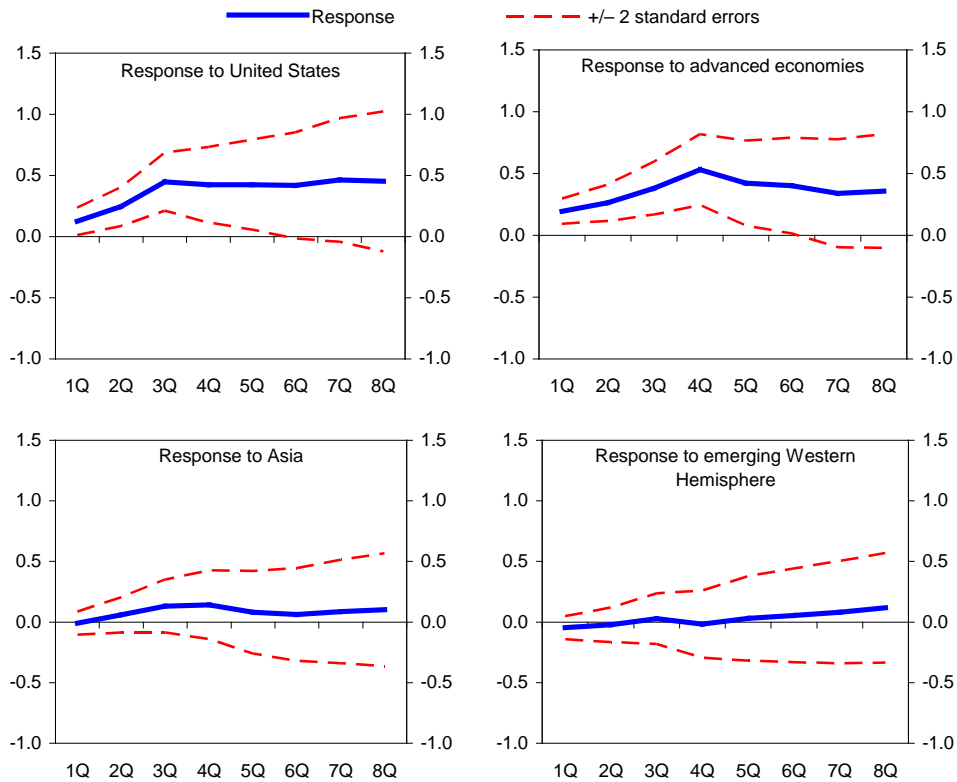 Response
+/– 2 standard errors
Response to United States
1.5 1.0 0.5 0.0 -0.5 -1.0
1.5 1.0 0.5 0.0 -0.5 -1.0
1Q 2Q 3Q 4Q 5Q 6Q 7Q 8Q
Response to advanced economies
1.5 1.0 0.5 0.0 -0.5 -1.0
1.5 1.0 0.5 0.0 -0.5 -1.0
1Q 2Q 3Q 4Q 5Q 6Q 7Q 8Q
Response to Asia
1.5 1.0 0.5 0.0 -0.5 -1.0
1.5 1.0 0.5 0.0 -0.5 -1.0
1Q 2Q 3Q 4Q 5Q 6Q 7Q 8Q
Response to emerging Western
Hemisphere
1.5 1.0 0.5 0.0 -0.5 -1.0
1.5 1.0 0.5 0.0 -0.5 -1.0
1Q 2Q 3Q 4Q 5Q 6Q 7Q 8Q